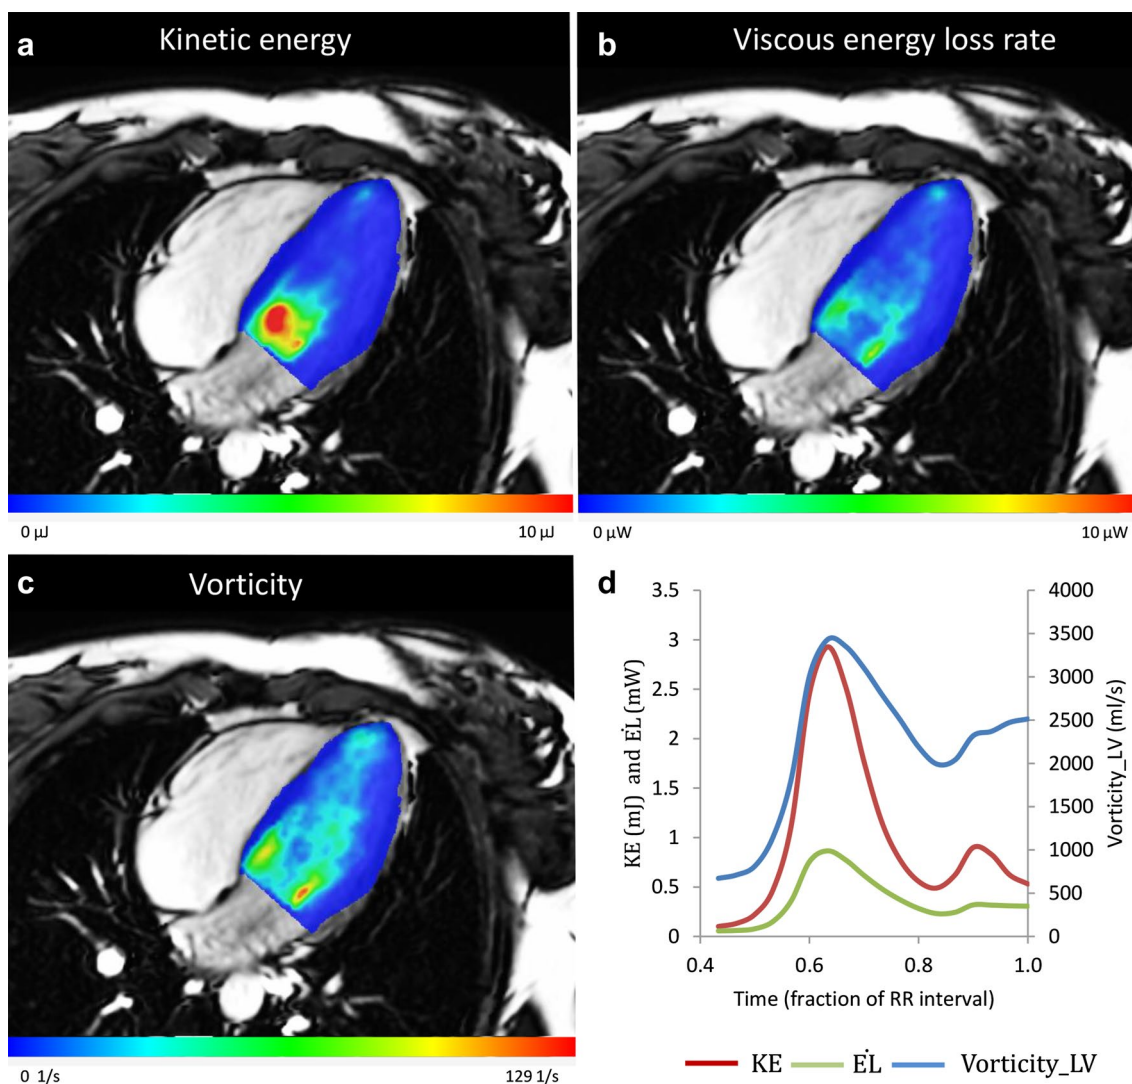 a Kinetic energy
b Viscous energy loss rate
0 µJ 10 µJ
0 µW 10 µW
c Vorticity
0 1/s 129 1/s
d
3.5
3
2.5
2
1.5
1
0.5
0
KE (mJ) and ĖL (mW)
4000
3500
3000
2500
2000
1500
1000
500
0
Vorticity_LV (ml/s)
0.4 0.6 0.8 1.0
Time (fraction of RR interval)
KE ĖL Vorticity_LV